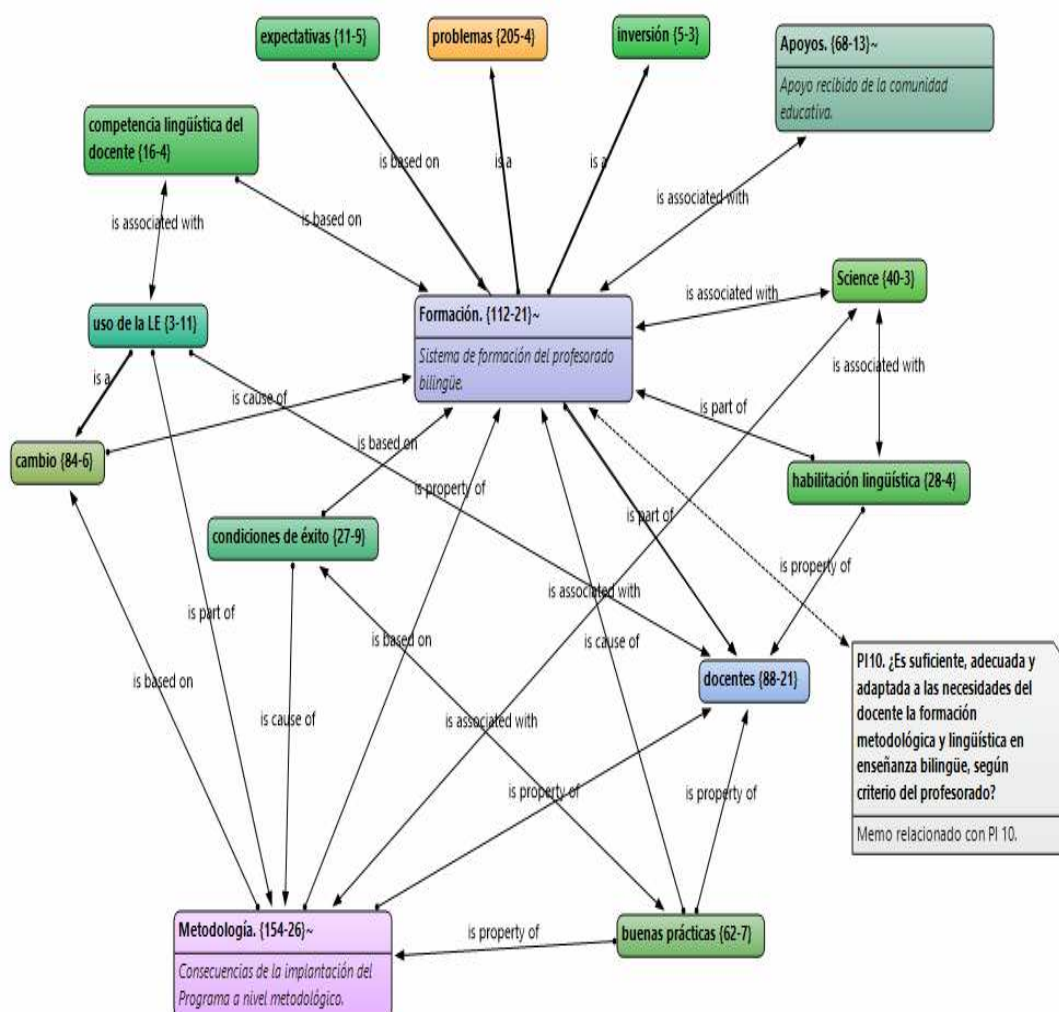 expectativas {11-5}
problemas {205-4}
inversión {5-3}
Apoyos. {68-13}~
Apoyo recibido de la comunidad
educativa.
competencia lingüística del
docente {16-4}
is based on
is a
is a
is associated with
is associated with
is based on
Science {40-3}
is associated with
uso de la LE {3-11}
Formación. {112-21}~
Sistema de formación del profesorado
bilingüe.
is associated with
is a
is cause of
is part of
is based on
cambio {84-6}
habilitación lingüística {28-4}
is property of
is part of
condiciones de éxito {27-9}
is property of
is associated with
is part of
is based on
is cause of
docentes {88-21}
PI10. ¿Es suficiente, adecuada y
adaptada a las necesidades del
docente la formación
metodológica y lingüística en
enseñanza bilingüe, según
criterio del profesorado?
Memo relacionado con PI 10.
is based on
is cause of
is associated with
is property of
is property of
Metodología. {154-26}~
Consecuencias de la implantación del
Programa a nivel metodológico.
is property of
buenas prácticas {62-7}